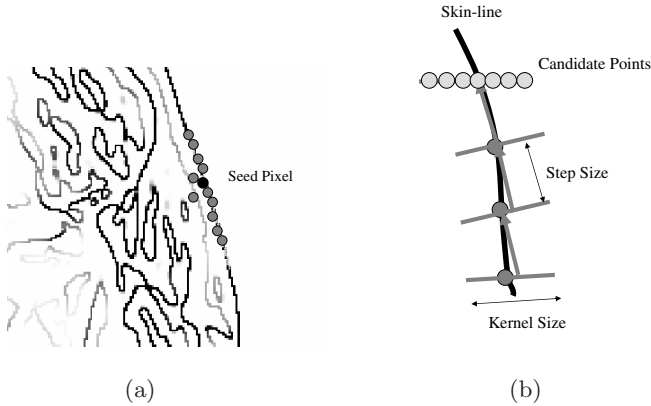 Skin-line
Candidate Points
Seed Pixel
Step Size
Kernel Size
(a)
(b)